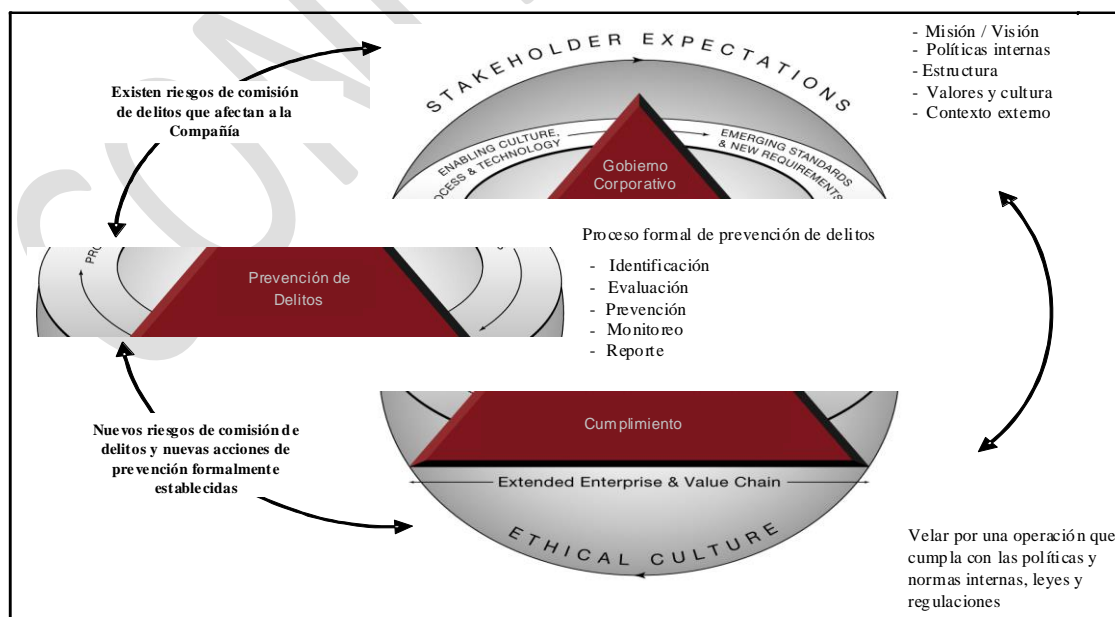 Existen riesgos de comisión
de delitos que afectan a la
Compañía
STAKEHOLDER EXPECTATIONS
ENABLING CULTURE,
PROCESS & TECHNOLOGY
EMERGING STANDARDS
& NEW REQUIREMENTS
Gobierno
Corporativo
- Misión / Visión
- Políticas internas
- Estructura
- Valores y cultura
- Contexto externo
Prevención de
Delitos
Proceso formal de prevención de delitos
- Identificación
- Evaluación
- Prevención
- Monitoreo
- Reporte
Nuevos riesgos de comisión de
delitos y nuevas acciones de
prevención formalmente
establecidas
Cumplimiento
Extended Enterprise & Value Chain
ETHICAL CULTURE
Velar por una operación que
cumpla con las políticas y
normas internas, leyes y
regulaciones